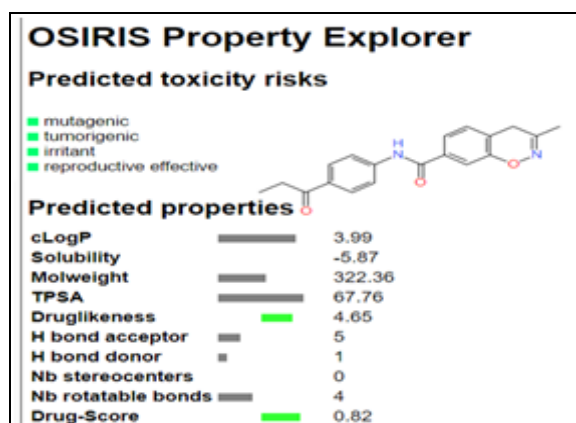 OSIRIS Property Explorer
Predicted toxicity risks
mutagenic
tumorigenic
irritant
reproductive effective
H
N
O
O
O
N
Predicted properties
cLogP 3.99
Solubility -5.87
Molweight 322.36
TPSA 67.76
Druglikeness 4.65
H bond acceptor 5
H bond donor 1
Nb stereocenters 0
Nb rotatable bonds 4
Drug-Score 0.82